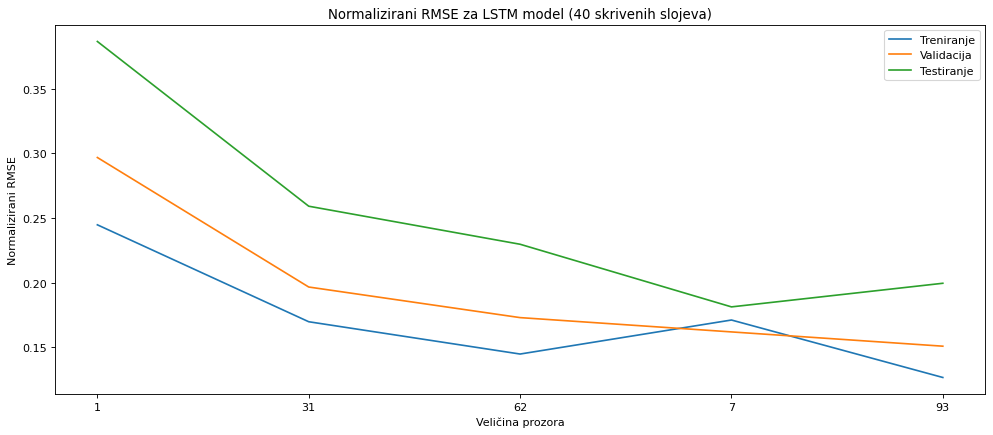 Normalizirani RMSE za LSTM model (40 skrivenih slojeva)
Treniranje
Validacija
Testiranje
Normalizirani RMSE
0.35
0.30
0.25
0.20
0.15
1 31 62 7 93
Veličina prozora